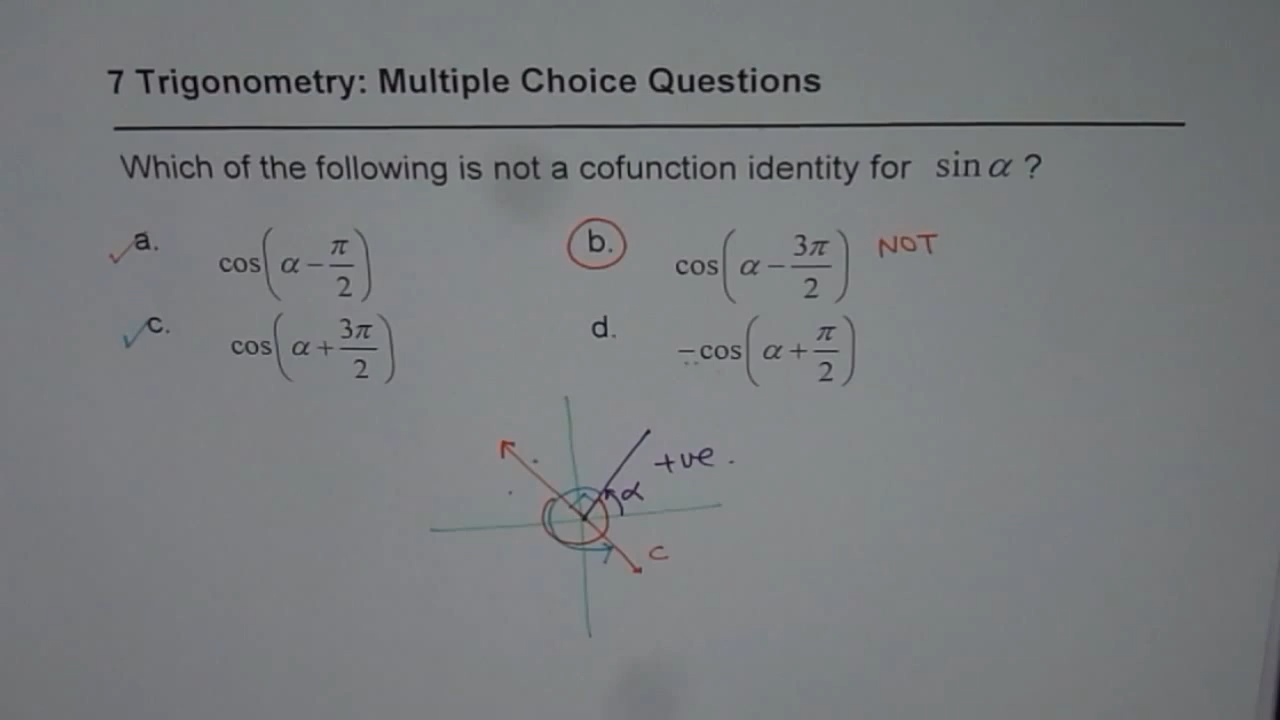 7 Trigonometry: Multiple Choice Questions
Which of the following is not a cofunction identity for sin α ?
a. cos(α − π/2)
b. cos(α − 3π/2) NOT
c. cos(α + 3π/2)
d. −cos(α + π/2)
+ve .
α
c